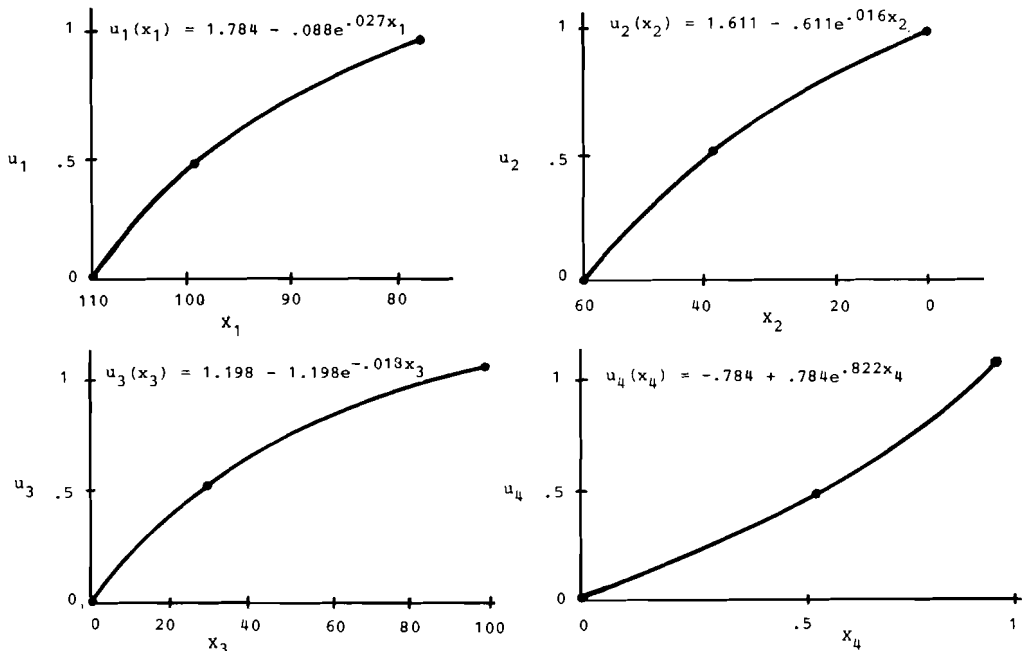 1
u1(x1) = 1.784 - .088e^.027x1
u1
.5
0
110
100
90
80
X1
1
u2(x2) = 1.611 - .611e^.016x2
u2
.5
0
60
40
20
0
X2
1
u3(x3) = 1.198 - 1.198e^-.018x3
u3
.5
0
0
20
40
60
80
100
X3
1
u4(x4) = -.784 + .784e^.822x4
u4
.5
0
0
.5
1
X4